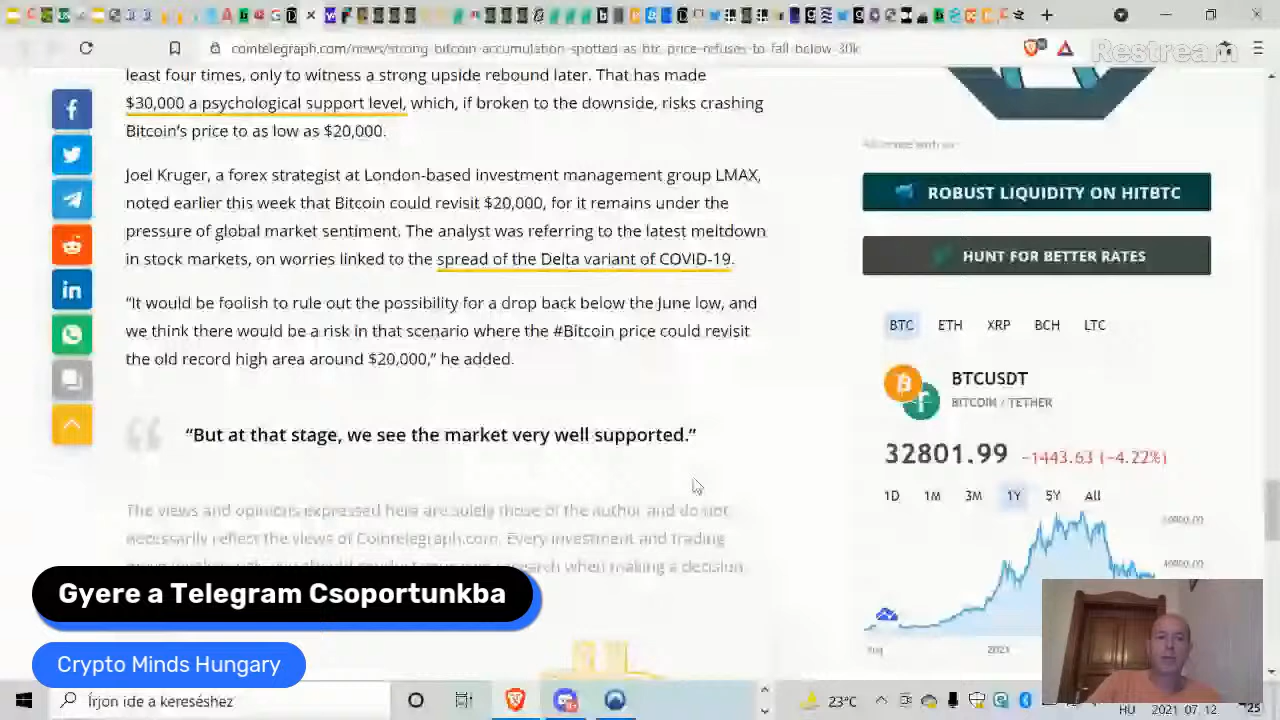 cointelegraph.com/news/strong-bitcoin-accumulation-spotted-as-btc-price-refuses-to-fall-below-30k
Restream
least four times, only to witness a strong upside rebound later. That has made
$30,000 a psychological support level, which, if broken to the downside, risks crashing
Bitcoin's price to as low as $20,000.
Joel Kruger, a forex strategist at London-based investment management group LMAX,
noted earlier this week that Bitcoin could revisit $20,000, for it remains under the
pressure of global market sentiment. The analyst was referring to the latest meltdown
in stock markets, on worries linked to the spread of the Delta variant of COVID-19.
“It would be foolish to rule out the possibility for a drop back below the June low, and
we think there would be a risk in that scenario where the #Bitcoin price could revisit
the old record high area around $20,000,” he added.
“But at that stage, we see the market very well supported.”
The views and opinions expressed here are solely those of the author and do not
necessarily reflect the views of Cointelegraph.com. Every investment and trading
research when making a decision
Advertise with us
ROBUST LIQUIDITY ON HITBTC
HUNT FOR BETTER RATES
BTC ETH XRP BCH LTC
BTCUSDT
BITCOIN / TETHER
32801.99 −1443.63 (−4.22%)
1D 1M 3M 1Y 5Y All
Aug 2021
Gyere a Telegram Csoportunkba
Crypto Minds Hungary
Írjon ide a kereséshez
23°C
HU 2021. 07. 12